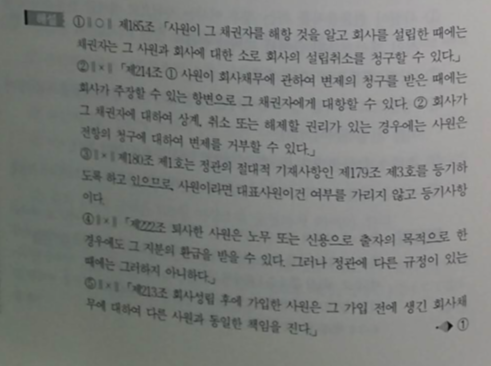 해설 ①∥○∥ 제185조 「사원이 그 채권자를 해할 것을 알고 회사를 설립한 때에는
채권자는 그 사원과 회사에 대한 소로 회사의 설립취소를 청구할 수 있다.」
②∥×∥「제214조 ① 사원이 회사채무에 관하여 변제의 청구를 받은 때에는
회사가 주장할 수 있는 항변으로 그 채권자에게 대항할 수 있다. ② 회사가
그 채권자에 대하여 상계, 취소 또는 해제할 권리가 있는 경우에는 사원은
전항의 청구에 대하여 변제를 거부할 수 있다.」
③∥×∥제180조 제1호는 정관의 절대적 기재사항인 제179조 제3호를 등기하
도록 하고 있으므로, 사원이라면 대표사원이건 여부를 가리지 않고 등기사항
이다.
④∥×∥「제222조 퇴사한 사원은 노무 또는 신용으로 출자의 목적으로 한
경우에도 그 지분의 환급을 받을 수 있다. 그러나 정관에 다른 규정이 있는
때에는 그러하지 아니하다.」
⑤∥×∥「제213조 회사성립 후에 가입한 사원은 그 가입 전에 생긴 회사채
무에 대하여 다른 사원과 동일한 책임을 진다.」
①